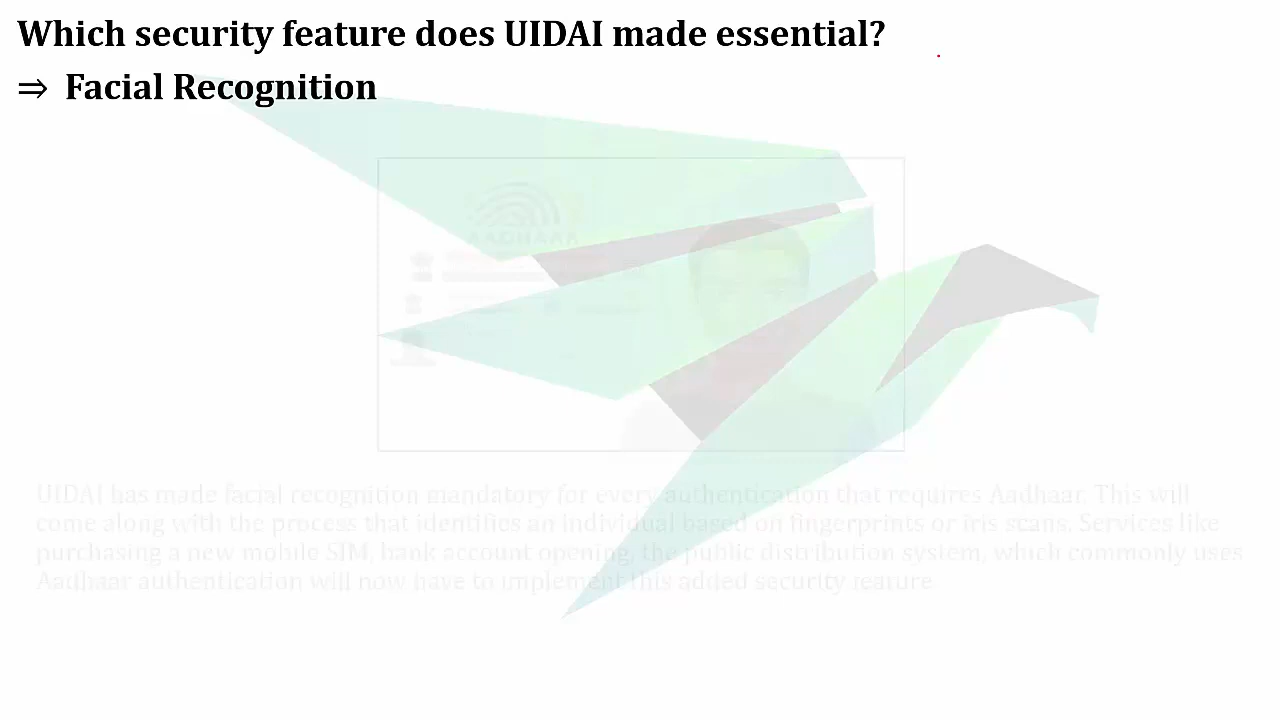 Which security feature does UIDAI made essential?
⇒ Facial Recognition
AADHAAR
UIDAI has made facial recognition mandatory for every authentication that requires Aadhaar. This will
come along with the process that identifies an individual based on fingerprints or iris scans. Services like
purchasing a new mobile SIM, bank account opening, the public distribution system, which commonly uses
Aadhaar authentication will now have to implement this added security feature